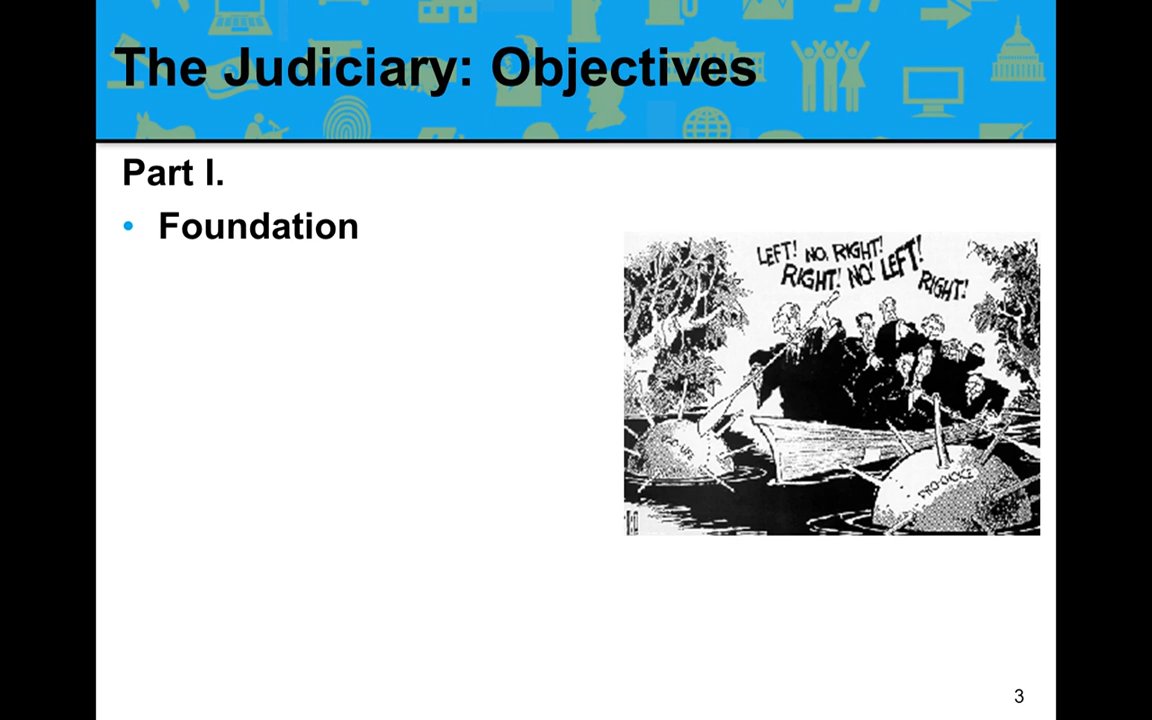 The Judiciary: Objectives
Part I.
• Foundation
LEFT! NO, RIGHT!
RIGHT! NO! LEFT!
RIGHT!
PRO-CHOICE
3